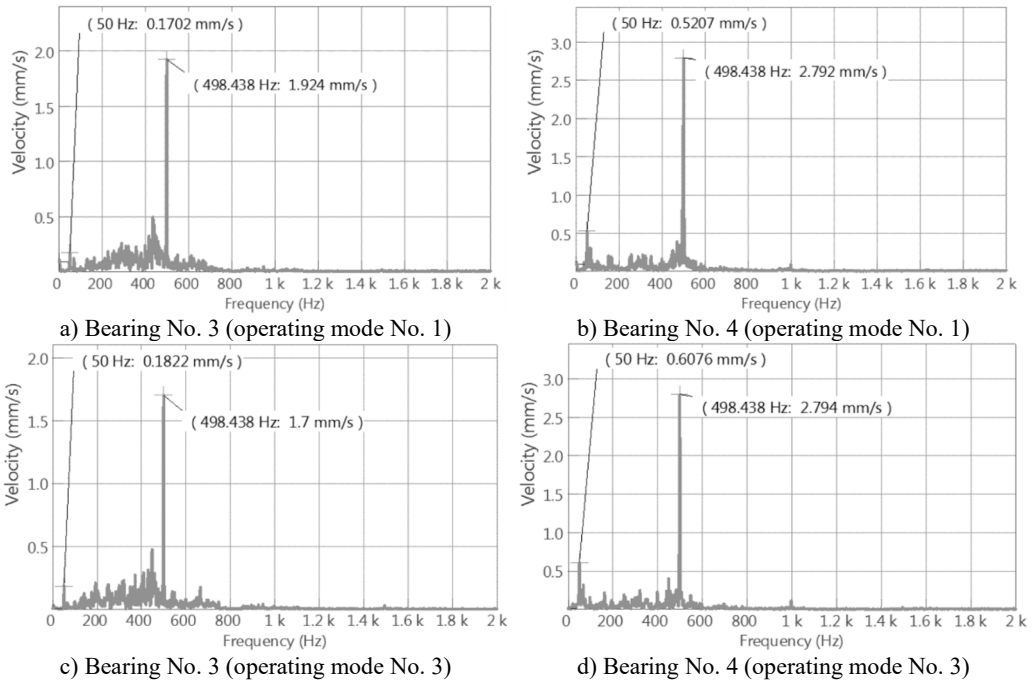 ( 50 Hz: 0.1702 mm/s )
( 498.438 Hz: 1.924 mm/s )
Velocity (mm/s)
2.0
1.5
1.0
0.5
0 200 400 600 800 1 k 1.2 k 1.4 k 1.6 k 1.8 k 2 k
Frequency (Hz)
a) Bearing No. 3 (operating mode No. 1)
( 50 Hz: 0.5207 mm/s )
( 498.438 Hz: 2.792 mm/s )
Velocity (mm/s)
3.0
2.5
2.0
1.5
1.0
0.5
0 200 400 600 800 1 k 1.2 k 1.4 k 1.6 k 1.8 k 2 k
Frequency (Hz)
b) Bearing No. 4 (operating mode No. 1)
( 50 Hz: 0.1822 mm/s )
( 498.438 Hz: 1.7 mm/s )
Velocity (mm/s)
2.0
1.5
1.0
0.5
0 200 400 600 800 1 k 1.2 k 1.4 k 1.6 k 1.8 k 2 k
Frequency (Hz)
c) Bearing No. 3 (operating mode No. 3)
( 50 Hz: 0.6076 mm/s )
( 498.438 Hz: 2.794 mm/s )
Velocity (mm/s)
3.0
2.5
2.0
1.5
1.0
0.5
0 200 400 600 800 1 k 1.2 k 1.4 k 1.6 k 1.8 k 2 k
Frequency (Hz)
d) Bearing No. 4 (operating mode No. 3)